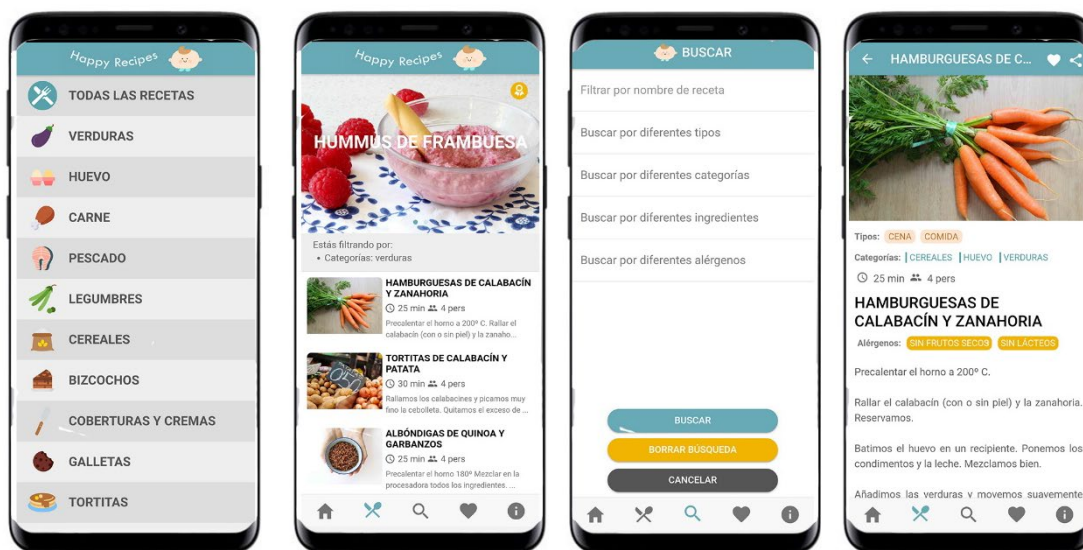 Happy Recipes
TODAS LAS RECETAS
VERDURAS
HUEVO
CARNE
PESCADO
LEGUMBRES
CEREALES
BIZCOCHOS
COBERTURAS Y CREMAS
GALLETAS
TORTITAS
Happy Recipes
HUMMUS DE FRAMBUESA
Estás filtrando por:
• Categorías: verduras
HAMBURGUESAS DE CALABACÍN
Y ZANAHORIA
25 min 4 pers
Precalentar el horno a 200º C. Rallar el
calabacín (con o sin piel) y la zanaho...
TORTITAS DE CALABACÍN Y
PATATA
30 min 4 pers
Rallamos los calabacines y picamos muy
fino la cebolleta. Quitamos el exceso de ...
ALBÓNDIGAS DE QUINOA Y
GARBANZOS
25 min 4 pers
Precalentar el horno 180º Mezclar en la
procesadora todos los ingredientes. ...
BUSCAR
Filtrar por nombre de receta
Buscar por diferentes tipos
Buscar por diferentes categorías
Buscar por diferentes ingredientes
Buscar por diferentes alérgenos
BUSCAR
BORRAR BÚSQUEDA
CANCELAR
HAMBURGUESAS DE C...
Tipos: CENA COMIDA
Categorías: | CEREALES | HUEVO | VERDURAS
25 min 4 pers
HAMBURGUESAS DE
CALABACÍN Y ZANAHORIA
Alérgenos: SIN FRUTOS SECOS SIN LÁCTEOS
Precalentar el horno a 200º C.
Rallar el calabacín (con o sin piel) y la zanahoria.
Reservamos.
Batimos el huevo en un recipiente. Ponemos los
condimentos y la leche. Mezclamos bien.
Añadimos las verduras y movemos suavemente